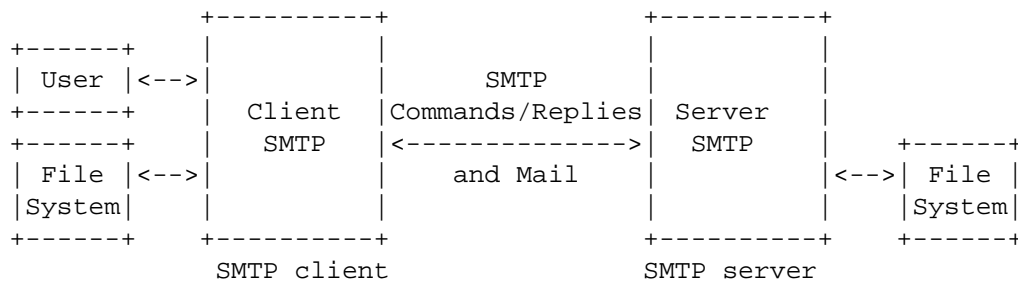 User SMTP
Client Commands/Replies Server
SMTP SMTP
File and Mail File
System System
SMTP client SMTP server